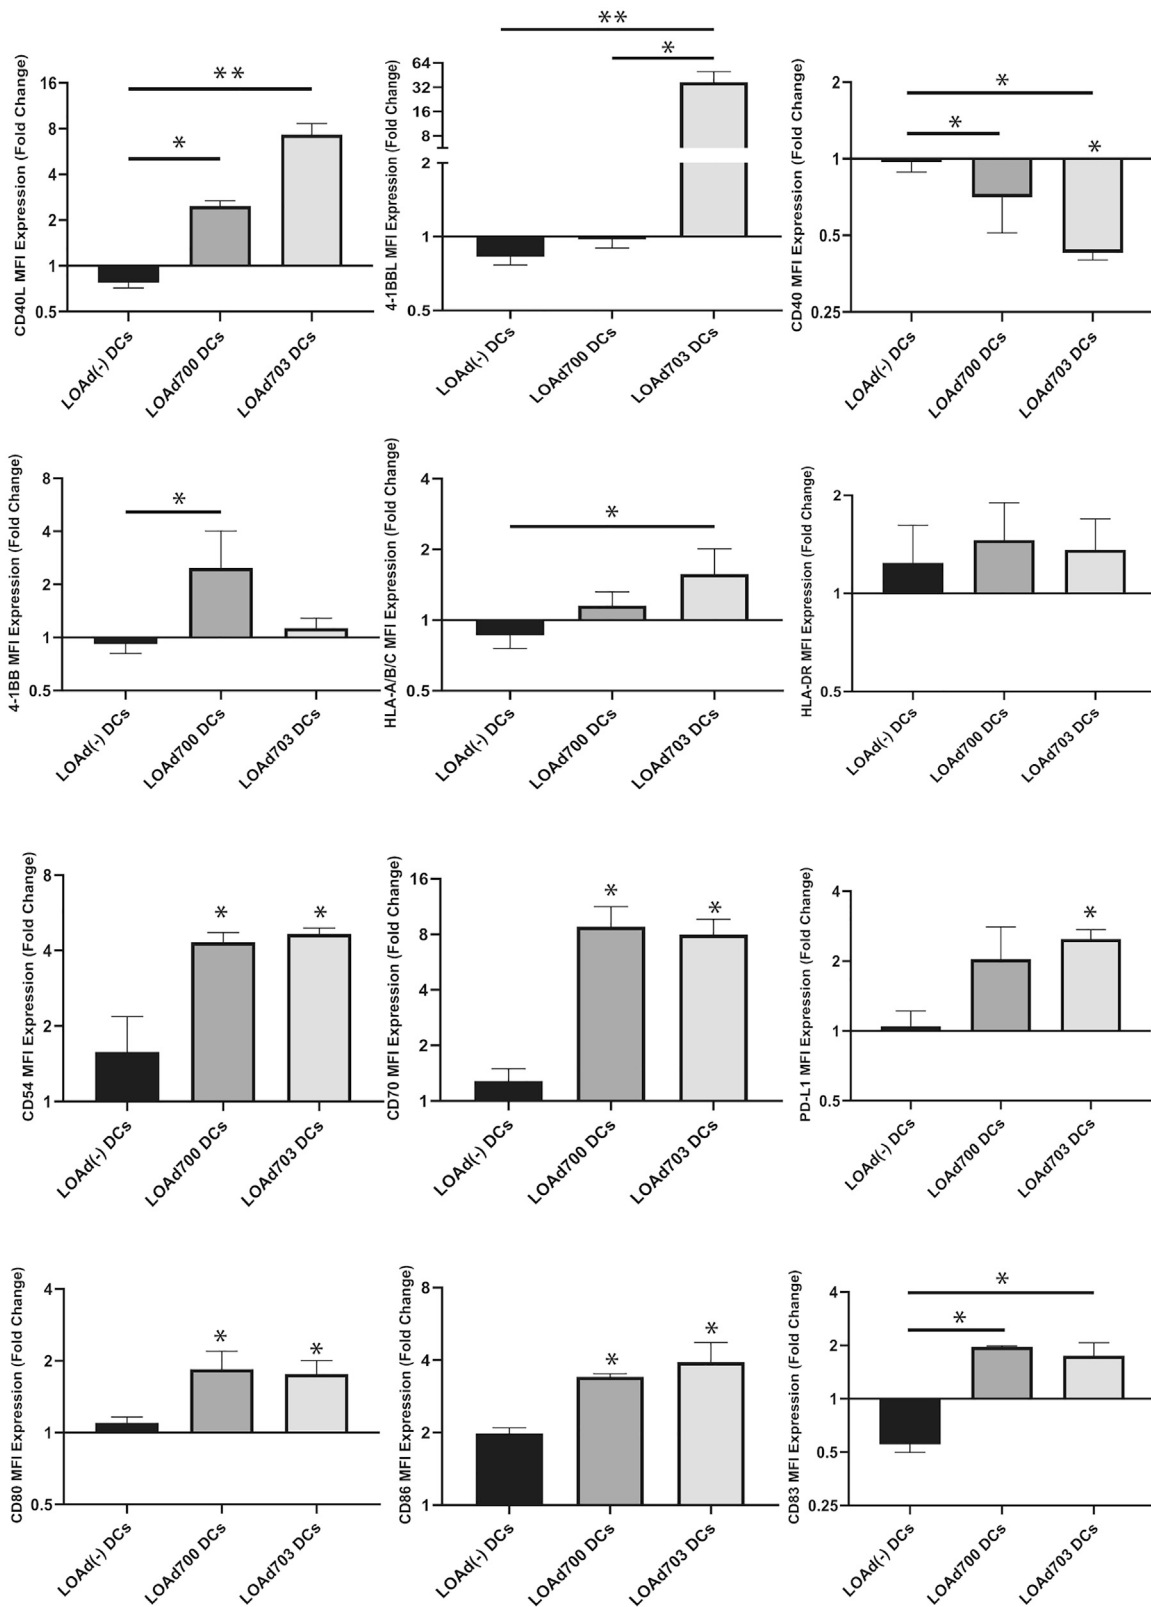 **
*
**
*
CD40L MFI Expression (Fold Change)
16
8
4
2
1
0.5
LOAd(-) DCs
LOAd700 DCs
LOAd703 DCs
4-1BBL MFI Expression (Fold Change)
64
32
16
8
2
1
0.5
LOAd(-) DCs
LOAd700 DCs
LOAd703 DCs
*
*
*
CD40 MFI Expression (Fold Change)
2
1
0.5
0.25
LOAd(-) DCs
LOAd700 DCs
LOAd703 DCs
*
4-1BB MFI Expression (Fold Change)
8
4
2
1
0.5
LOAd(-) DCs
LOAd700 DCs
LOAd703 DCs
*
HLA-A/B/C MFI Expression (Fold Change)
4
2
1
0.5
LOAd(-) DCs
LOAd700 DCs
LOAd703 DCs
HLA-DR MFI Expression (Fold Change)
2
1
0.5
LOAd(-) DCs
LOAd700 DCs
LOAd703 DCs
* *
CD54 MFI Expression (Fold Change)
8
4
2
1
LOAd(-) DCs
LOAd700 DCs
LOAd703 DCs
* *
CD70 MFI Expression (Fold Change)
16
8
4
2
1
LOAd(-) DCs
LOAd700 DCs
LOAd703 DCs
*
PD-L1 MFI Expression (Fold Change)
4
2
1
0.5
LOAd(-) DCs
LOAd700 DCs
LOAd703 DCs
* *
CD80 MFI Expression (Fold Change)
4
2
1
0.5
LOAd(-) DCs
LOAd700 DCs
LOAd703 DCs
* *
CD86 MFI Expression (Fold Change)
8
4
2
1
LOAd(-) DCs
LOAd700 DCs
LOAd703 DCs
*
*
CD83 MFI Expression (Fold Change)
4
2
1
0.5
0.25
LOAd(-) DCs
LOAd700 DCs
LOAd703 DCs